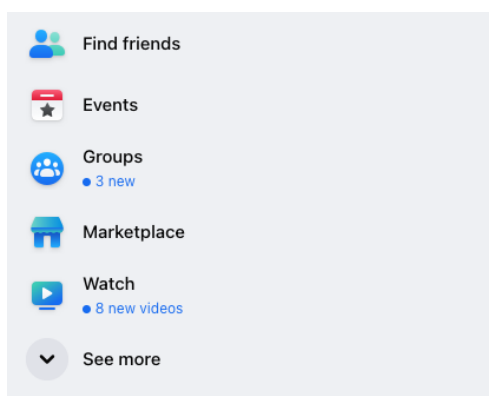 Find friends
Events
Groups
3 new
Marketplace
Watch
8 new videos
See more